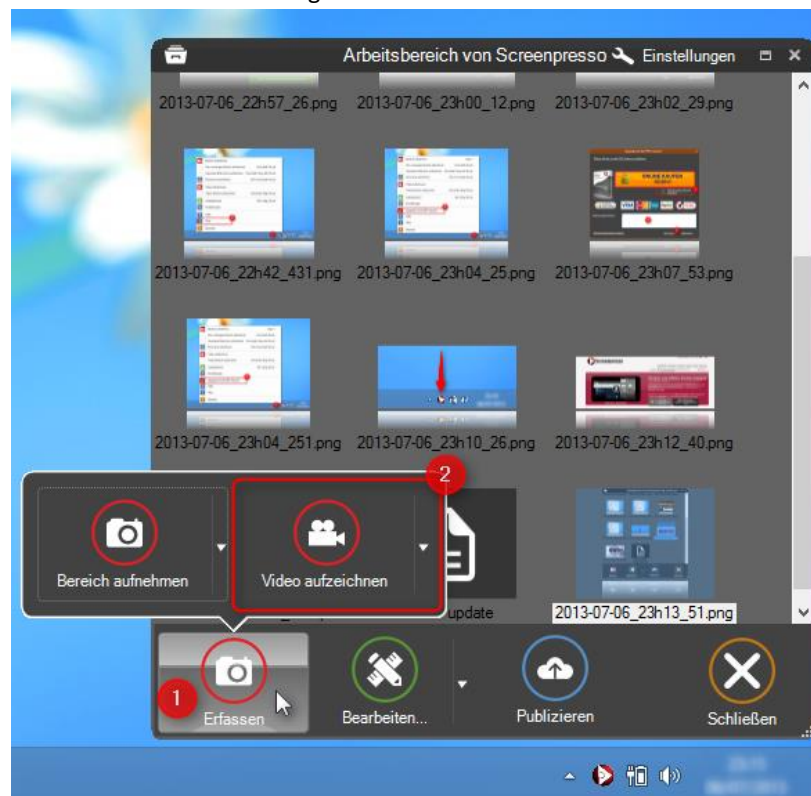 Arbeitsbereich von Screenpresso Einstellungen
2013-07-06_22h57_26.png 2013-07-06_23h00_12.png 2013-07-06_23h02_29.png
2013-07-06_22h42_431.png 2013-07-06_23h04_25.png 2013-07-06_23h07_53.png
2013-07-06_23h04_251.png 2013-07-06_23h10_26.png 2013-07-06_23h12_40.png
2
Bereich aufnehmen Video aufzeichnen
update 2013-07-06_23h13_51.png
1
Erfassen Bearbeiten... Publizieren Schließen